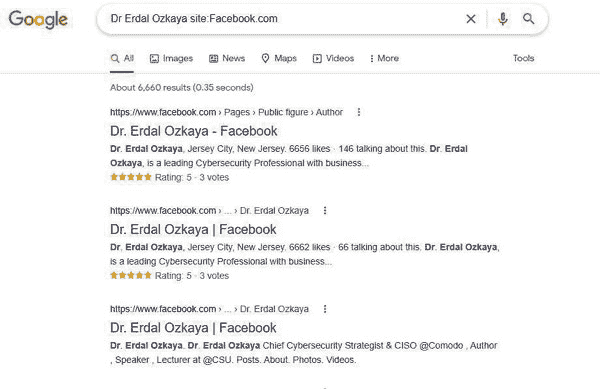 Google
Dr Erdal Ozkaya site:Facebook.com
All Images News Maps Videos More Tools
About 6,660 results (0.35 seconds)
https://www.facebook.com › Pages › Public figure › Author
Dr. Erdal Ozkaya - Facebook
Dr. Erdal Ozkaya, Jersey City, New Jersey. 6656 likes · 146 talking about this. Dr. Erdal
Ozkaya, is a leading Cybersecurity Professional with business...
Rating: 5 · 3 votes
https://www.facebook.com › ... › Dr. Erdal Ozkaya
Dr. Erdal Ozkaya | Facebook
Dr. Erdal Ozkaya, Jersey City, New Jersey. 6662 likes · 66 talking about this. Dr. Erdal Ozkaya,
is a leading Cybersecurity Professional with business...
Rating: 5 · 3 votes
https://www.facebook.com › ... › Dr. Erdal Ozkaya
Dr. Erdal Ozkaya | Facebook
Dr. Erdal Ozkaya. Dr. Erdal Ozkaya Chief Cybersecurity Strategist & CISO @Comodo , Author
, Speaker , Lecturer at @CSU. Posts. About. Photos. Videos.